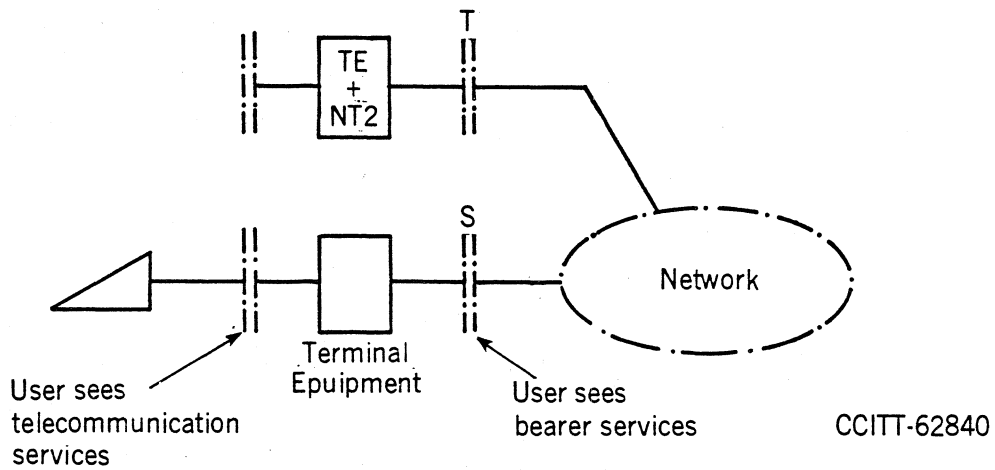 T
TE
+
NT2
S
Network
Terminal
Epuipment
User sees
telecommunication
services
User sees
bearer services
CCITT-62840